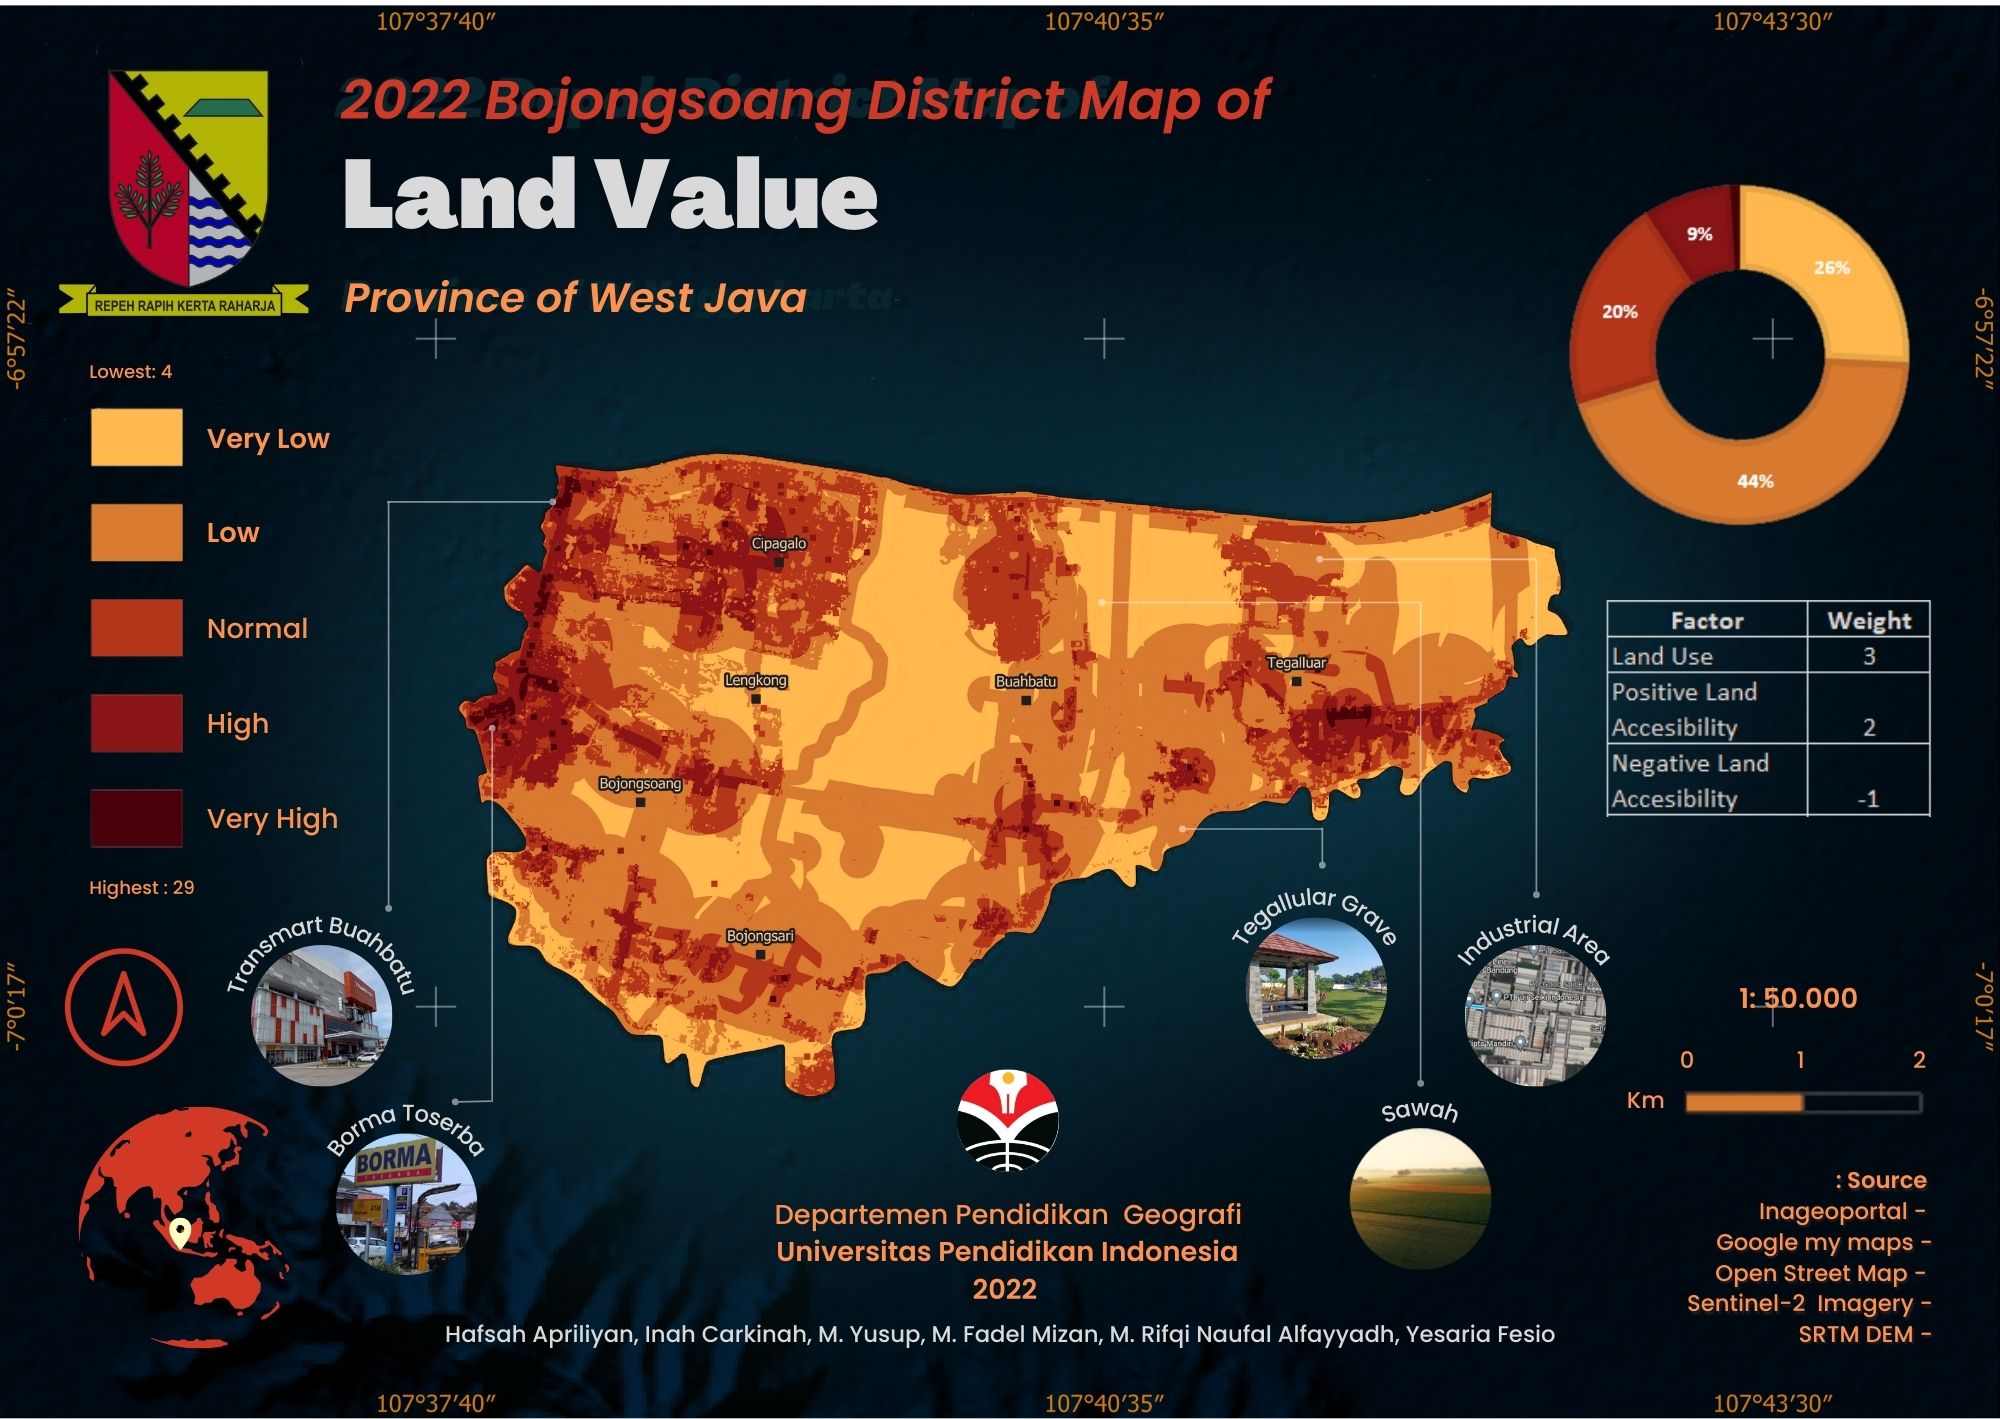 107°37′40″
107°40′35″
107°43′30″
2022 Bojongsoang District Map of
Land Value
Province of West Java
REPEH RAPIH KERTA RAHARJA
-6°57′22″
-6°57′22″
Lowest: 4
Very Low
Low
Normal
High
Very High
Highest : 29
9%
26%
20%
44%
Cipagalo
Lengkong
Buahbatu
Tegalluar
Bojongsoang
Bojongsari
Factor Weight
Land Use 3
Positive Land
Accesibility 2
Negative Land
Accesibility -1
Transmart Buahbatu
Borma Toserba
BORMA
Tegallular Grave
Industrial Area
Sawah
-7°0′17″
-7°0′17″
1: 50.000
0 1 2
Km
Departemen Pendidikan Geografi
Universitas Pendidikan Indonesia
2022
Hafsah Apriliyan, Inah Carkinah, M. Yusup, M. Fadel Mizan, M. Rifqi Naufal Alfayyadh, Yesaria Fesio
: Source
Inageoportal -
Google my maps -
Open Street Map -
Sentinel-2 Imagery -
SRTM DEM -
107°37′40″
107°40′35″
107°43′30″